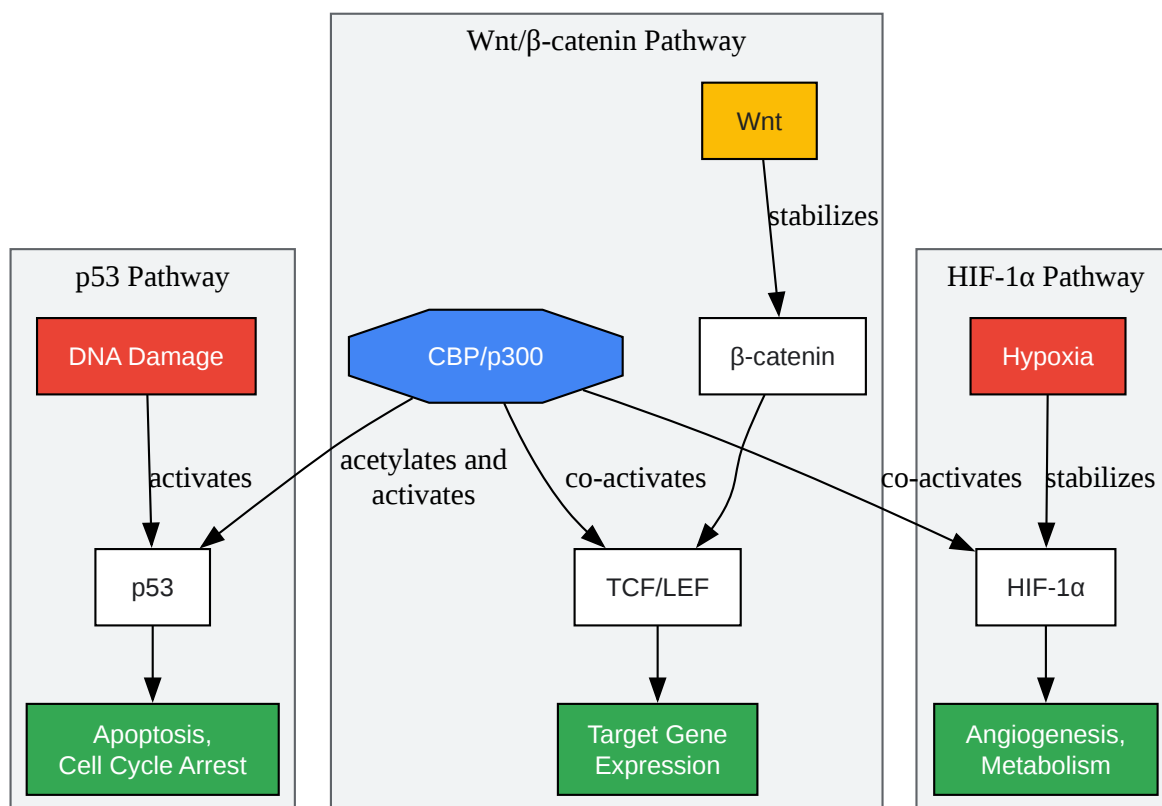 Wnt/β-catenin Pathway
Wnt
stabilizes
p53 Pathway
HIF-1α Pathway
DNA Damage
CBP/p300
β-catenin
Hypoxia
activates
acetylates and
activates
co-activates
co-activates
stabilizes
p53
TCF/LEF
HIF-1α
Apoptosis,
Cell Cycle Arrest
Target Gene
Expression
Angiogenesis,
Metabolism